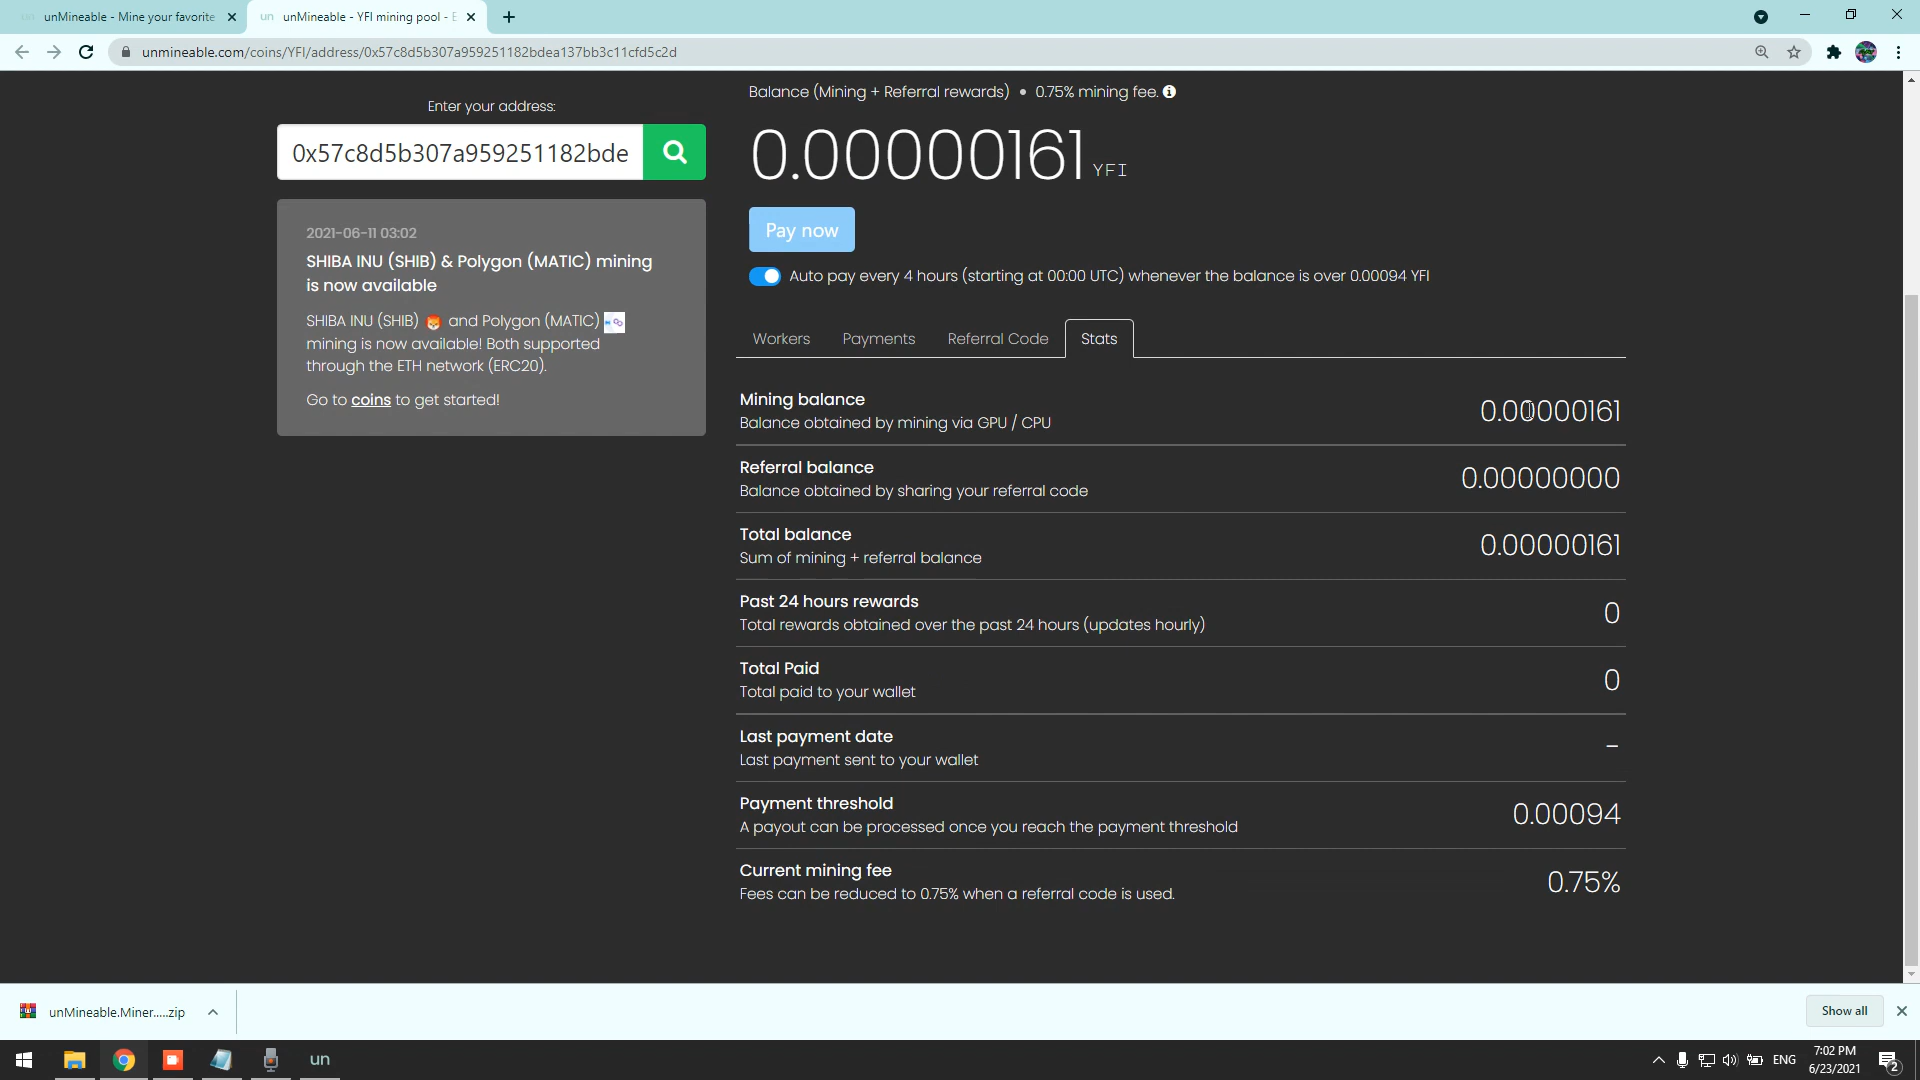 unMineable - Mine your favorite
unMineable - YFI mining pool - E
unmineable.com/coins/YFI/address/0x57c8d5b307a959251182bdea137bb3c11cfd5c2d
Enter your address:
0x57c8d5b307a959251182bde
2021-06-11 03:02
SHIBA INU (SHIB) & Polygon (MATIC) mining
is now available
SHIBA INU (SHIB) and Polygon (MATIC)
mining is now available! Both supported
through the ETH network (ERC20).
Go to coins to get started!
Balance (Mining + Referral rewards) • 0.75% mining fee.
0.00000161 YFI
Pay now
Auto pay every 4 hours (starting at 00:00 UTC) whenever the balance is over 0.00094 YFI
Workers Payments Referral Code Stats
Mining balance
Balance obtained by mining via GPU / CPU
0.00000161
Referral balance
Balance obtained by sharing your referral code
0.00000000
Total balance
Sum of mining + referral balance
0.00000161
Past 24 hours rewards
Total rewards obtained over the past 24 hours (updates hourly)
0
Total Paid
Total paid to your wallet
0
Last payment date
Last payment sent to your wallet
–
Payment threshold
A payout can be processed once you reach the payment threshold
0.00094
Current mining fee
Fees can be reduced to 0.75% when a referral code is used.
0.75%
unMineable.Miner.....zip
Show all
un
ENG
7:02 PM
6/23/2021
2